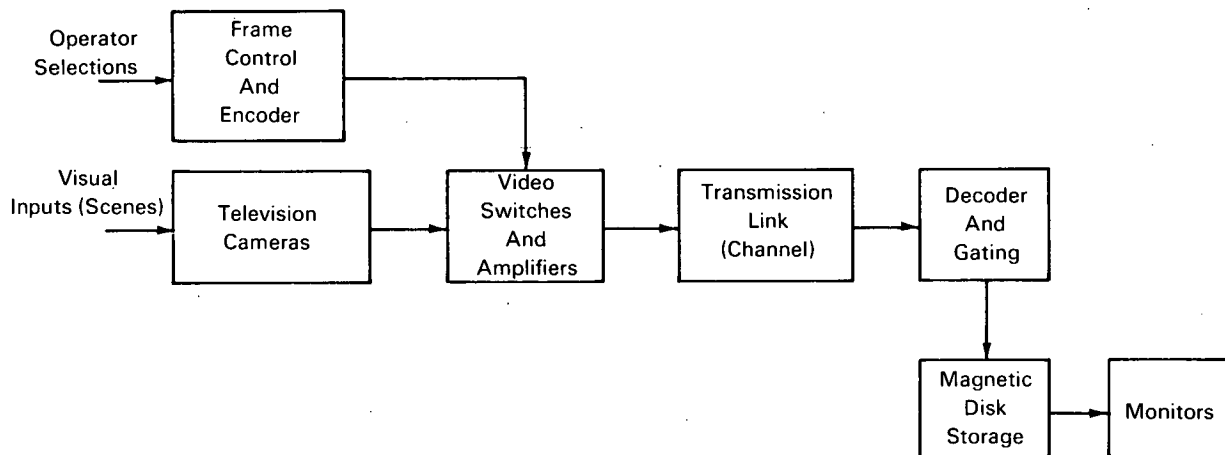 Operator
Selections
Frame
Control
And
Encoder
Visual
Inputs (Scenes)
Television
Cameras
Video
Switches
And
Amplifiers
Transmission
Link
(Channel)
Decoder
And
Gating
Magnetic
Disk
Storage
Monitors